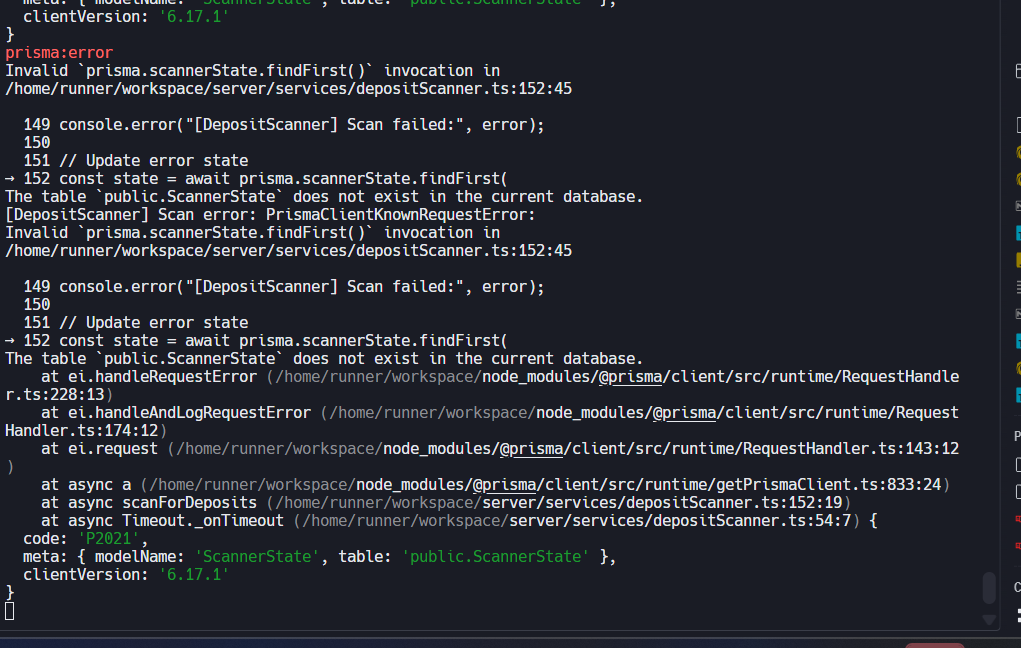 meta: { modelName: 'ScannerState', table: 'public.ScannerState' },
  clientVersion: '6.17.1'
}
prisma:error
Invalid `prisma.scannerState.findFirst()` invocation in
/home/runner/workspace/server/services/depositScanner.ts:152:45

  149 console.error("[DepositScanner] Scan failed:", error);
  150
  151 // Update error state
→ 152 const state = await prisma.scannerState.findFirst(
The table `public.ScannerState` does not exist in the current database.
[DepositScanner] Scan error: PrismaClientKnownRequestError:
Invalid `prisma.scannerState.findFirst()` invocation in
/home/runner/workspace/server/services/depositScanner.ts:152:45

  149 console.error("[DepositScanner] Scan failed:", error);
  150
  151 // Update error state
→ 152 const state = await prisma.scannerState.findFirst(
The table `public.ScannerState` does not exist in the current database.
    at ei.handleRequestError (/home/runner/workspace/node_modules/@prisma/client/src/runtime/RequestHandle
r.ts:228:13)
    at ei.handleAndLogRequestError (/home/runner/workspace/node_modules/@prisma/client/src/runtime/Request
Handler.ts:174:12)
    at ei.request (/home/runner/workspace/node_modules/@prisma/client/src/runtime/RequestHandler.ts:143:12
)
    at async a (/home/runner/workspace/node_modules/@prisma/client/src/runtime/getPrismaClient.ts:833:24)
    at async scanForDeposits (/home/runner/workspace/server/services/depositScanner.ts:152:19)
    at async Timeout._onTimeout (/home/runner/workspace/server/services/depositScanner.ts:54:7) {
  code: 'P2021',
  meta: { modelName: 'ScannerState', table: 'public.ScannerState' },
  clientVersion: '6.17.1'
}